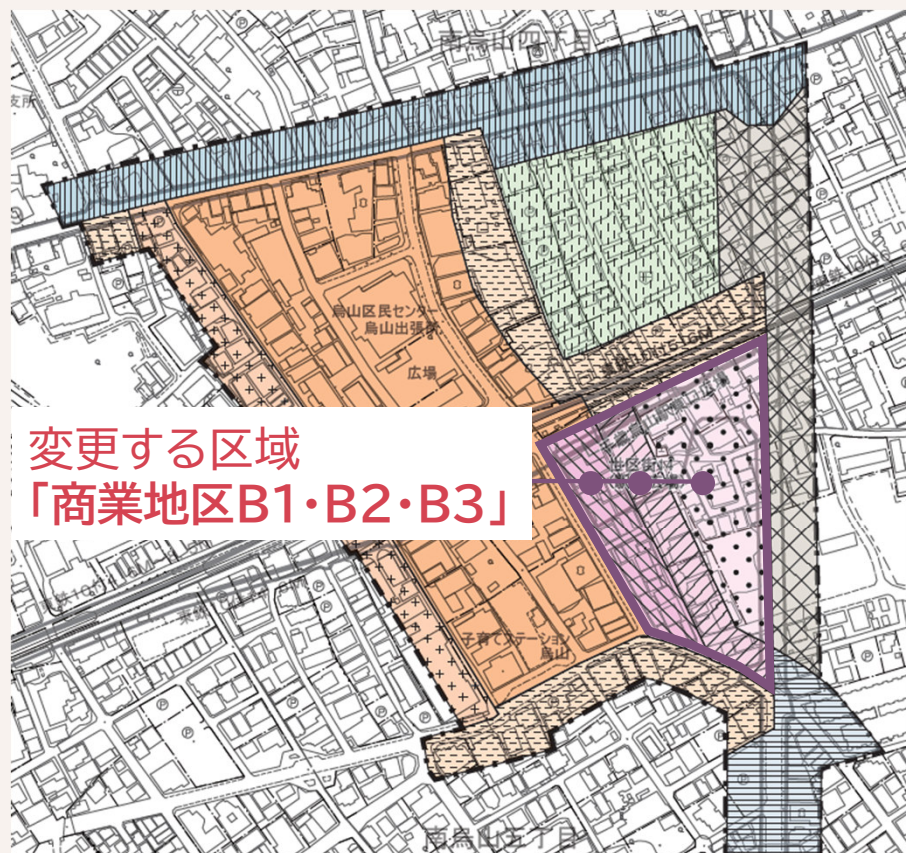 南烏山四丁目
支所
烏山区民センター
烏山出張所
広場
変更する区域
「商業地区B1・B2・B3」
子育てステーション
烏山
南烏山五丁目